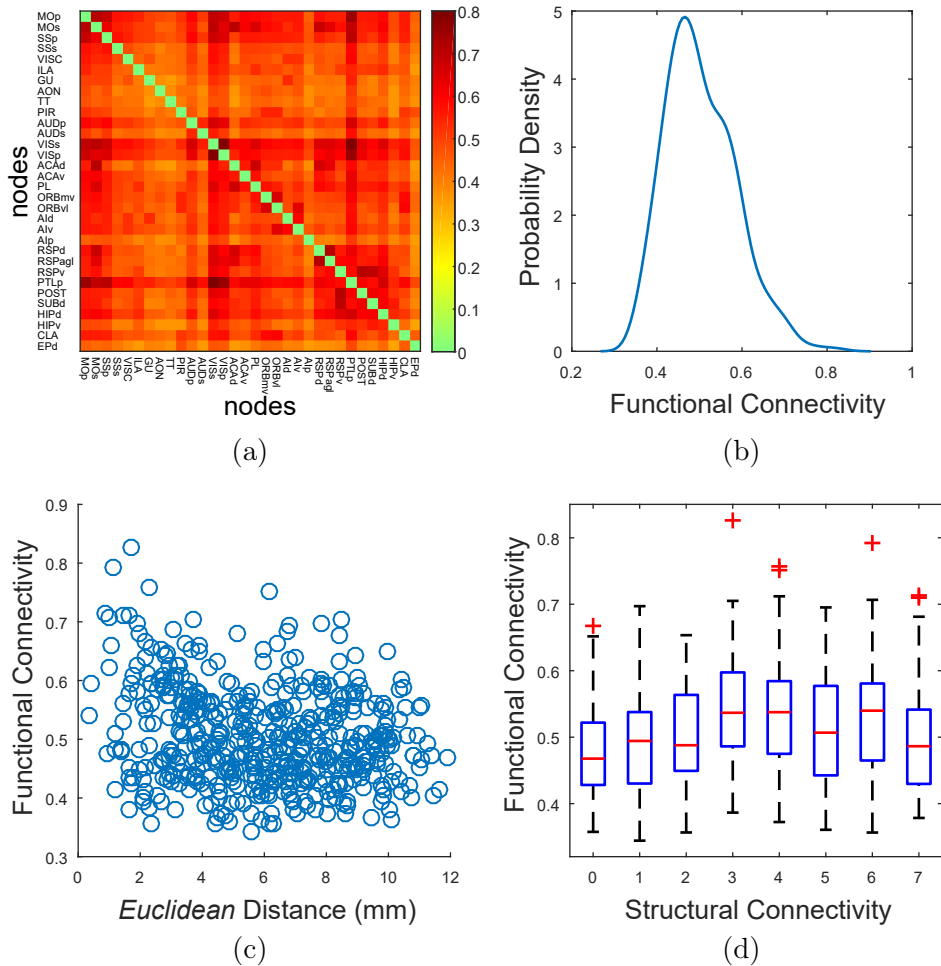 MOp
MOs
SSp
SSs
VISC
ILA
GU
AON
TT
PIR
AUDp
AUDs
VISs
VISp
ACAd
ACAv
PL
ORBmv
ORBvl
AId
AIv
AIp
RSPd
RSPagl
RSPv
PTLp
POST
SUBd
HIPd
HIPv
CLA
EPd
nodes
MOp MOs SSp SSs VISC ILA GU AON TT PIR AUDp AUDs VISs VISp ACAd ACAv PL ORBmv ORBvl AId AIv AIp RSPd RSPagl RSPv PTLp POST SUBd HIPd HIPv CLA EPd
nodes
0.8
0.7
0.6
0.5
0.4
0.3
0.2
0.1
0
(a)
Probability Density
5
4
3
2
1
0
0.2 0.4 0.6 0.8 1
Functional Connectivity
(b)
Functional Connectivity
0.9
0.8
0.7
0.6
0.5
0.4
0.3
0 2 4 6 8 10 12
Euclidean Distance (mm)
(c)
Functional Connectivity
0.8
0.7
0.6
0.5
0.4
0 1 2 3 4 5 6 7
Structural Connectivity
(d)